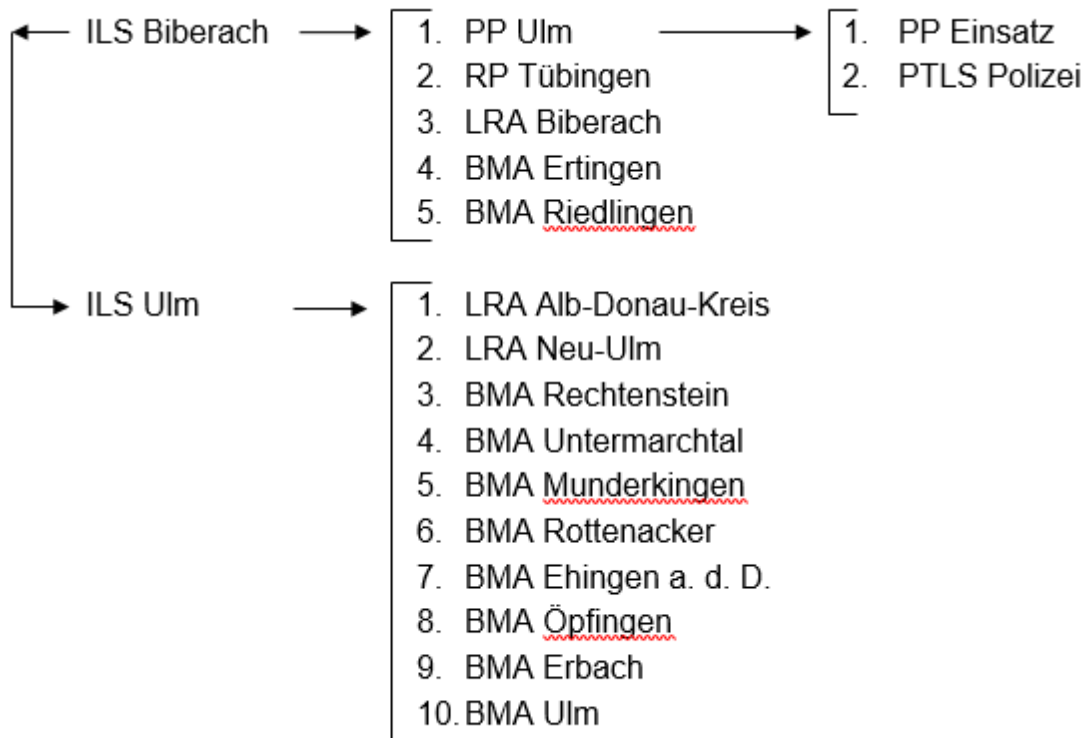 ILS Biberach
1. PP Ulm
2. RP Tübingen
3. LRA Biberach
4. BMA Ertingen
5. BMA Riedlingen
1. PP Einsatz
2. PTLS Polizei
ILS Ulm
1. LRA Alb-Donau-Kreis
2. LRA Neu-Ulm
3. BMA Rechtenstein
4. BMA Untermarchtal
5. BMA Munderkingen
6. BMA Rottenacker
7. BMA Ehingen a. d. D.
8. BMA Öpfingen
9. BMA Erbach
10. BMA Ulm